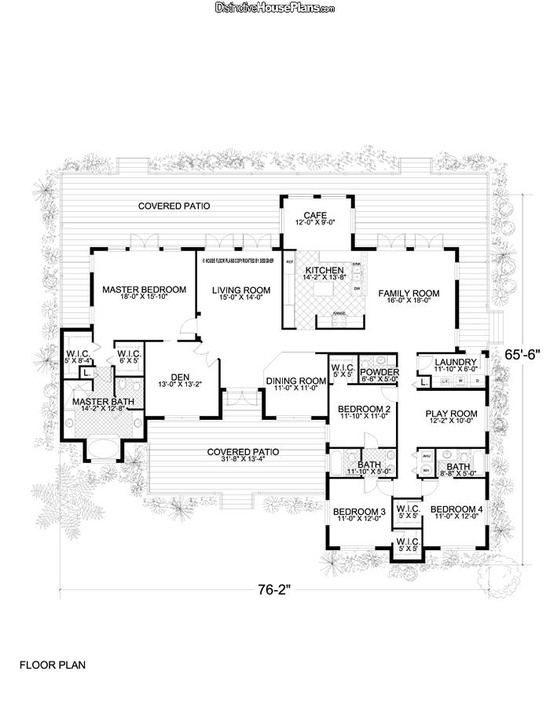 DistinctiveHousePlans.com
COVERED PATIO
CAFE
12'-0" X 9'-0"
© HOUSE FLOOR PLANS COPYRIGHTED BY DESIGNER
MASTER BEDROOM
18'-0" X 15'-10"
LIVING ROOM
15'-0" X 14'-0"
REF
KITCHEN
14'-2" X 13'-8"
SINK
DW
RANGE
FAMILY ROOM
16'-0" X 18'-0"
65'-6"
W.I.C.
5' X 8'-4"
W.I.C.
6' X 5'
L.
DEN
13'-0" X 13'-2"
DINING ROOM
11'-0" X 11'-0"
W.I.C.
5' X 5'
POWDER
6'-6" X 5'-0"
LAUNDRY
11'-10" X 6'-0"
L.
W
D
MASTER BATH
14'-2" X 12'-8"
BEDROOM 2
11'-10" X 11'-0"
PLAY ROOM
12'-2" X 10'-0"
COVERED PATIO
31'-8" X 13'-4"
BATH
11'-10" X 5'-0"
BATH
8'-8" X 5'-0"
BEDROOM 3
11'-0" X 12'-0"
W.I.C.
5' X 5'
BEDROOM 4
11'-0" X 12'-0"
W.I.C.
5' X 5'
76'-2"
FLOOR PLAN